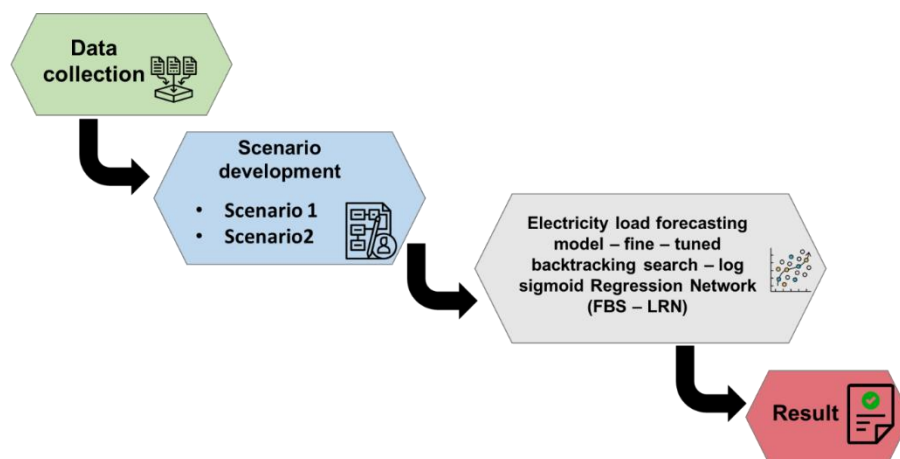 Data
collection
Scenario
development
• Scenario 1
• Scenario2
Electricity load forecasting
model – fine – tuned
backtracking search – log
sigmoid Regression Network
(FBS – LRN)
Result